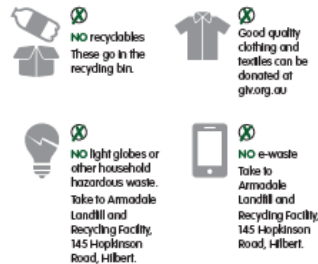 NO recyclables
These go in the
recycling bin.
Good quality
clothing and
textiles can be
donated at
giv.org.au
NO light globes or
other household
hazardous waste.
Take to Armadale
Landfill and
Recycling Facility,
145 Hopkinson
Road, Hilbert.
NO e-waste
Take to
Armadale
Landfill and
Recycling Facility,
145 Hopkinson
Road, Hilbert.